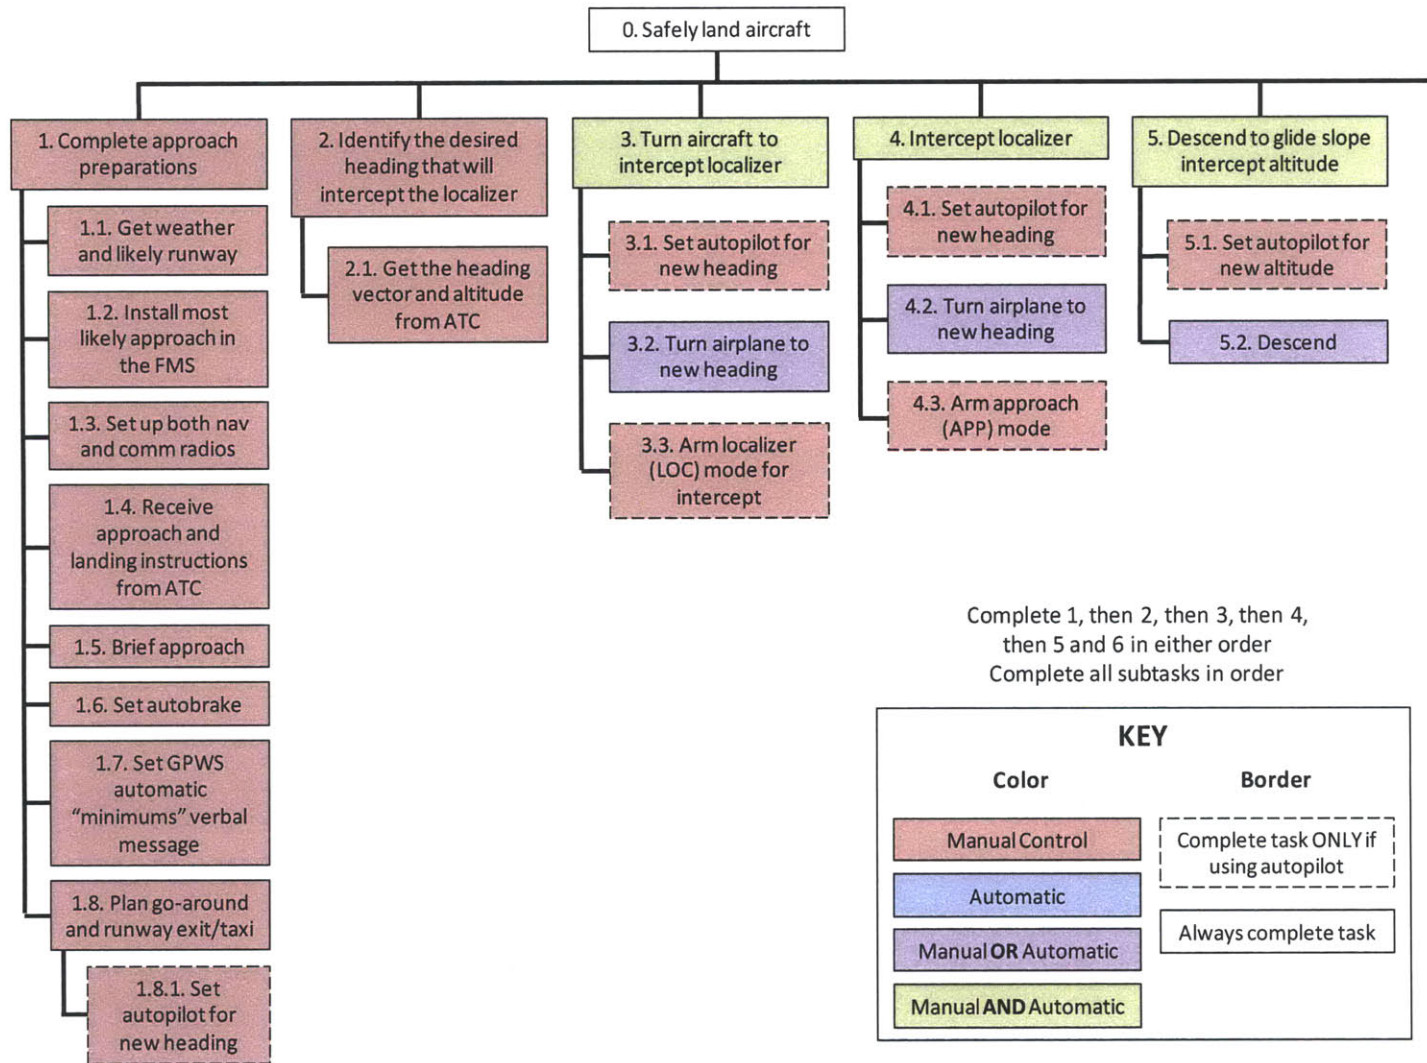 0. Safely land aircraft
1. Complete approach
preparations
1.1. Get weather
and likely runway
1.2. Install most
likely approach in
the FMS
1.3. Set up both nav
and comm radios
1.4. Receive
approach and
landing instructions
from ATC
1.5. Brief approach
1.6. Set autobrake
1.7. Set GPWS
automatic
“minimums” verbal
message
1.8. Plan go-around
and runway exit/taxi
1.8.1. Set
autopilot for
new heading
2. Identify the desired
heading that will
intercept the localizer
2.1. Get the heading
vector and altitude
from ATC
3. Turn aircraft to
intercept localizer
3.1. Set autopilot for
new heading
3.2. Turn airplane to
new heading
3.3. Arm localizer
(LOC) mode for
intercept
4. Intercept localizer
4.1. Set autopilot for
new heading
4.2. Turn airplane to
new heading
4.3. Arm approach
(APP) mode
5. Descend to glide slope
intercept altitude
5.1. Set autopilot for
new altitude
5.2. Descend
Complete 1, then 2, then 3, then 4,
then 5 and 6 in either order
Complete all subtasks in order
KEY
Color
Manual Control
Automatic
Manual OR Automatic
Manual AND Automatic
Border
Complete task ONLY if
using autopilot
Always complete task